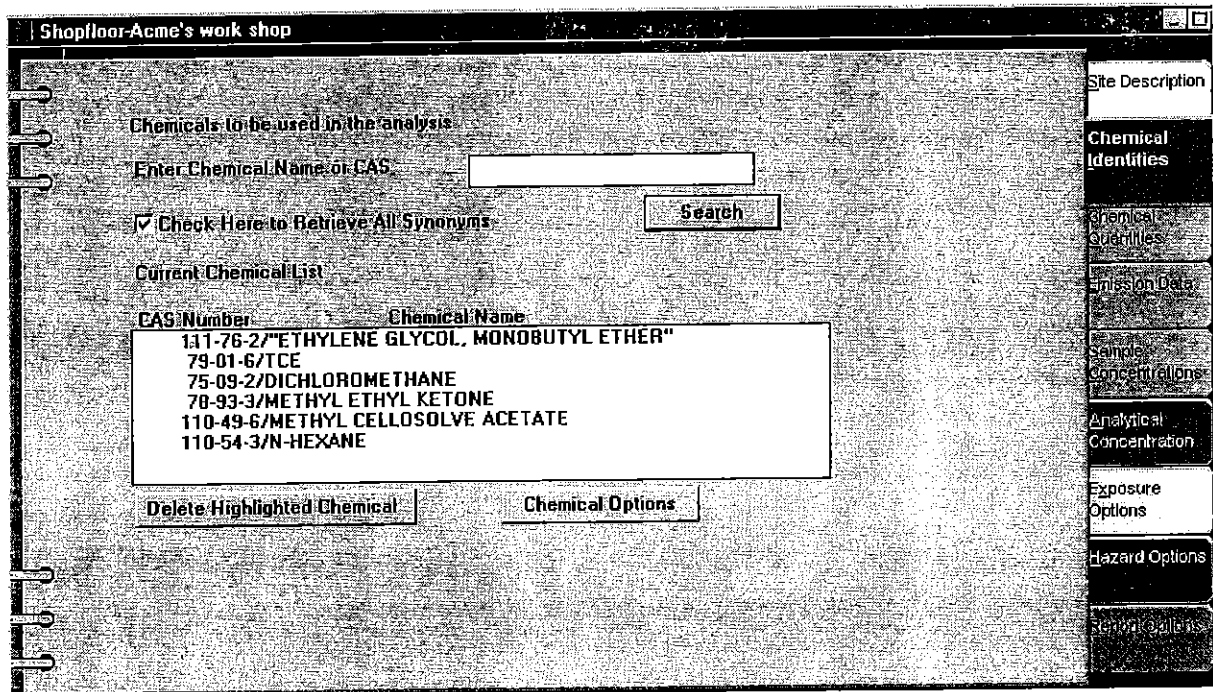 Shopfloor-Acme's work shop
Chemicals to be used in the analysis
Enter Chemical Name or CAS
Check Here to Retrieve All Synonyms
Search
Current Chemical List
CAS Number Chemical Name
111-76-2/"ETHYLENE GLYCOL, MONOBUTYL ETHER"
79-01-6/TCE
75-09-2/DICHLOROMETHANE
78-93-3/METHYL ETHYL KETONE
110-49-6/METHYL CELLOSOLVE ACETATE
110-54-3/N-HEXANE
Delete Highlighted Chemical
Chemical Options
Site Description
Chemical
Identities
Chemical
Quantities
Emission Data
Sample
Concentrations
Analytical
Concentration
Exposure
Options
Hazard Options
Report Options